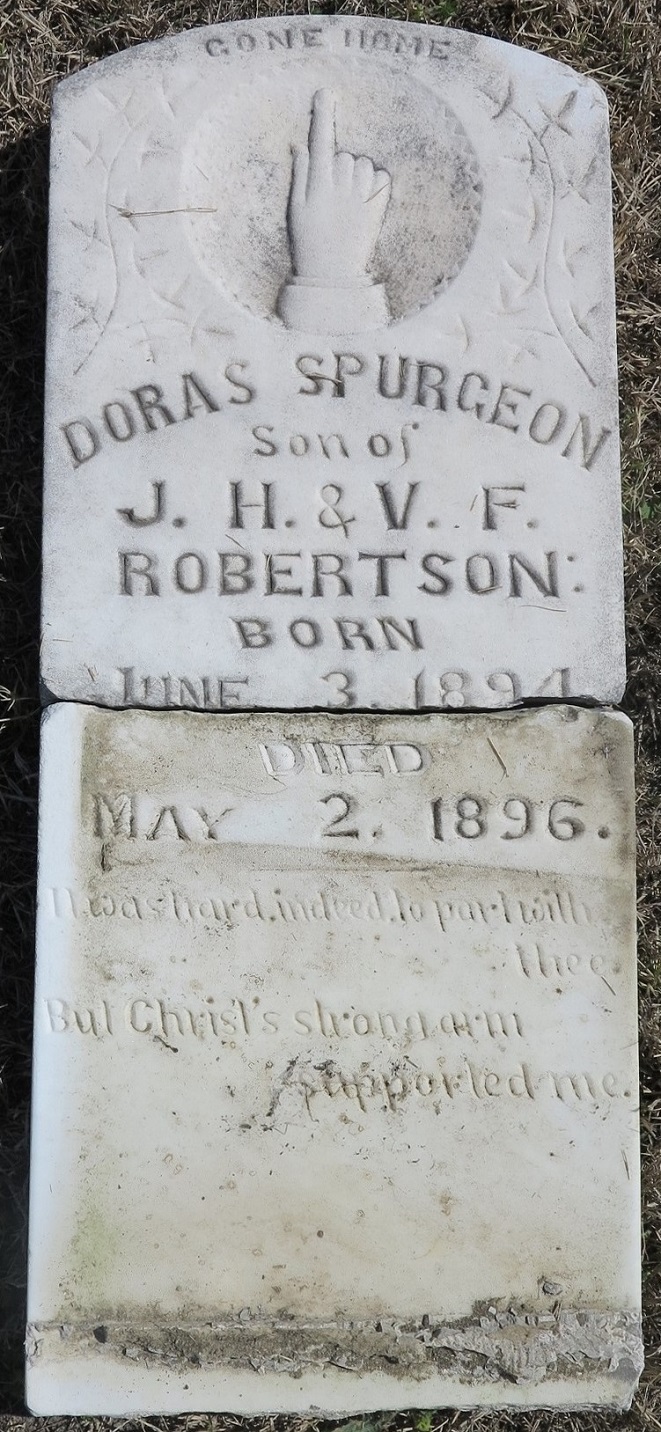 GONE HOME
DORAS SPURGEON
Son of
J. H. & V. F.
ROBERTSON.
BORN
JUNE 3. 1894
DIED
MAY 2. 1896.
It was hard, indeed, to part with
thee.
But Christ's strong arm
supported me.